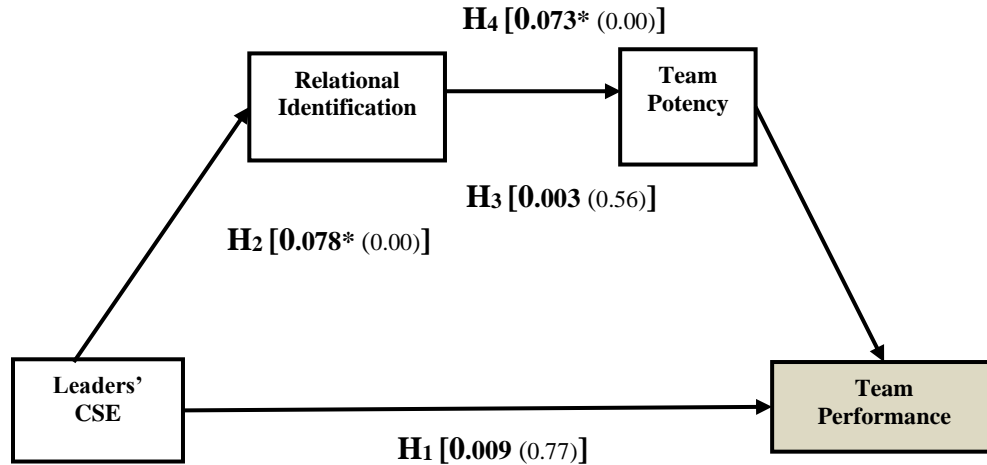 H4 [0.073* (0.00)]
Relational
Identification
Team
Potency
H3 [0.003 (0.56)]
H2 [0.078* (0.00)]
Leaders’
CSE
Team
Performance
H1 [0.009 (0.77)]